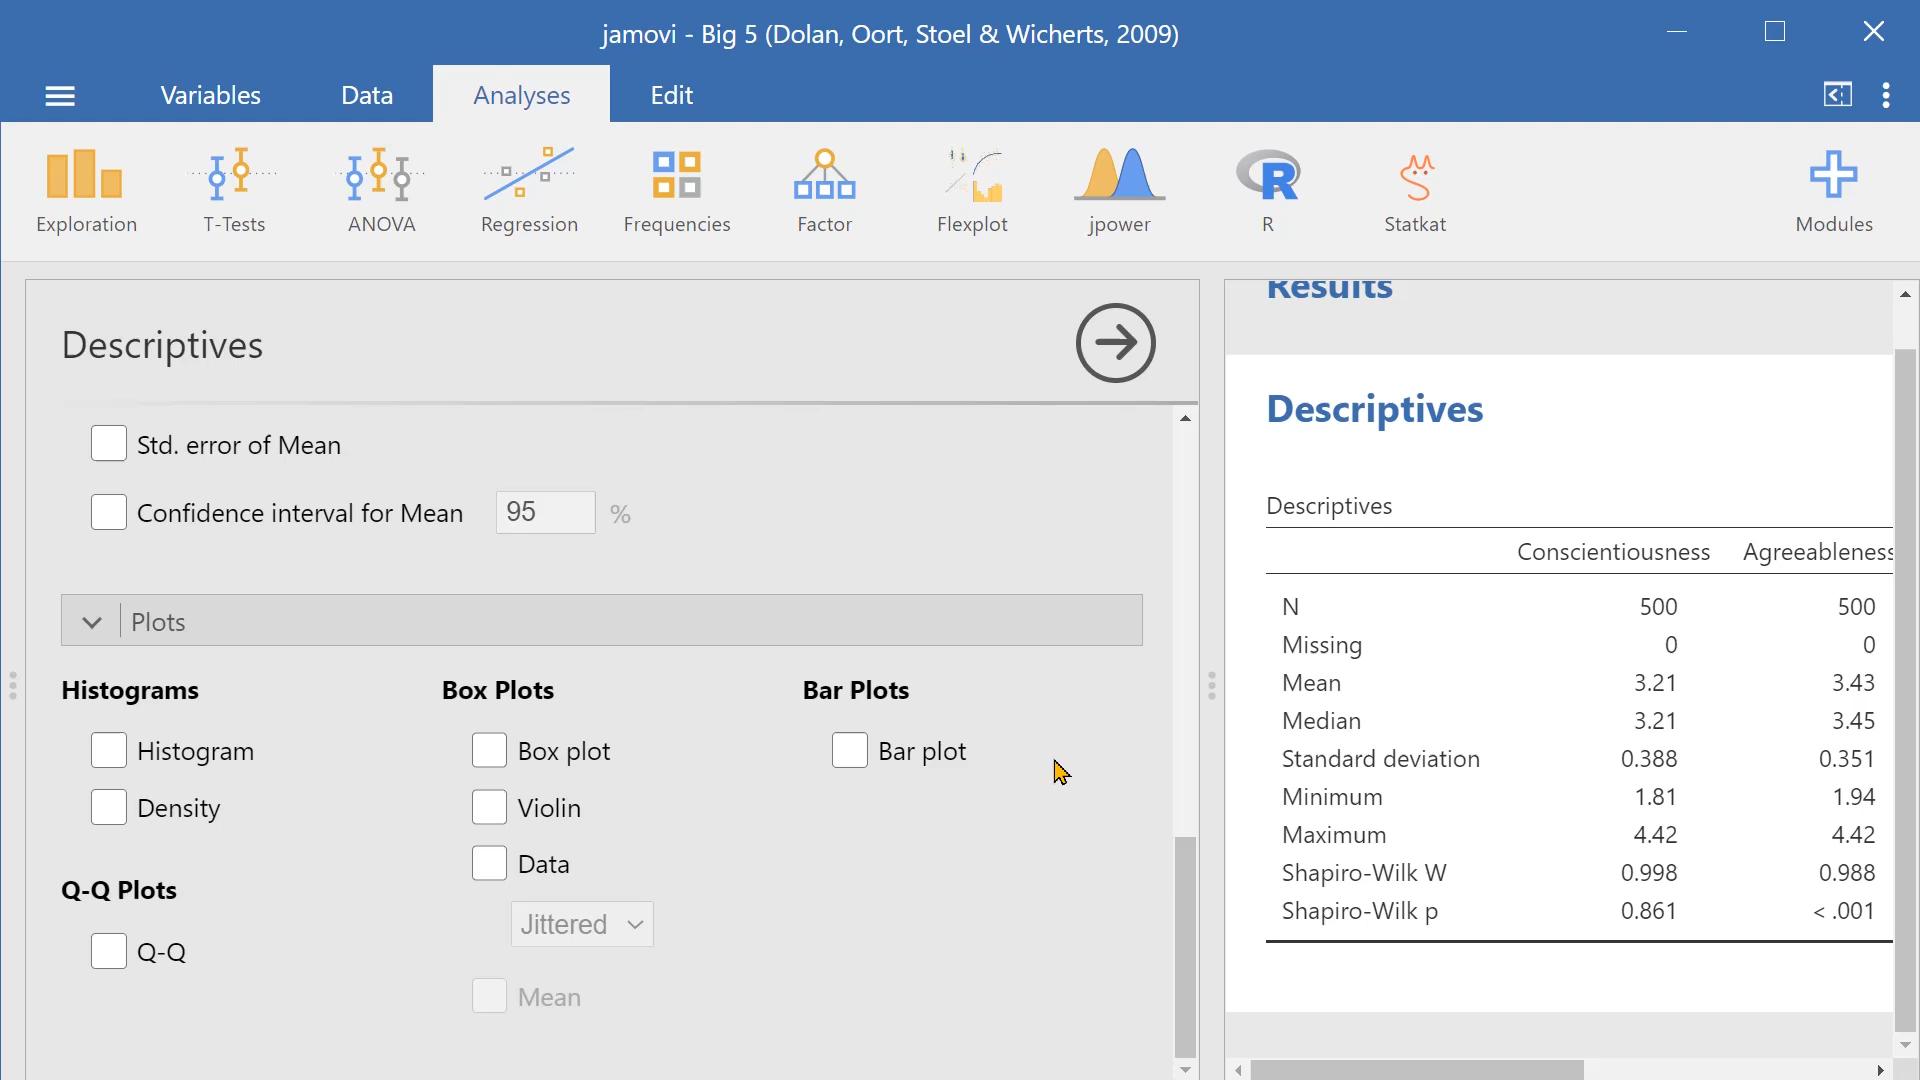 jamovi - Big 5 (Dolan, Oort, Stoel & Wicherts, 2009)
Variables Data Analyses Edit
Exploration T-Tests ANOVA Regression Frequencies Factor Flexplot jpower R Statkat Modules
Descriptives
Std. error of Mean
Confidence interval for Mean 95 %
Plots
Histograms Box Plots Bar Plots
Histogram Box plot Bar plot
Density Violin
Data
Q-Q Plots
Jittered
Q-Q
Mean
Results
Descriptives
Descriptives
Conscientiousness Agreeableness
N 500 500
Missing 0 0
Mean 3.21 3.43
Median 3.21 3.45
Standard deviation 0.388 0.351
Minimum 1.81 1.94
Maximum 4.42 4.42
Shapiro-Wilk W 0.998 0.988
Shapiro-Wilk p 0.861 < .001